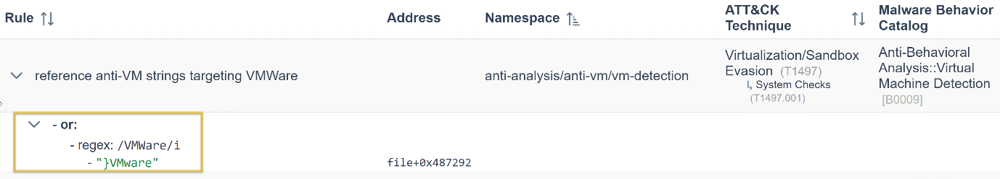 Rule Address Namespace ATT&CK Technique Malware Behavior Catalog
reference anti-VM strings targeting VMWare anti-analysis/anti-vm/vm-detection Virtualization/Sandbox Evasion (T1497) Anti-Behavioral Analysis::Virtual Machine Detection [B0009]
↳ System Checks (T1497.001)
- or:
- regex: /VMWare/i
- "}VMware" file+0x487292